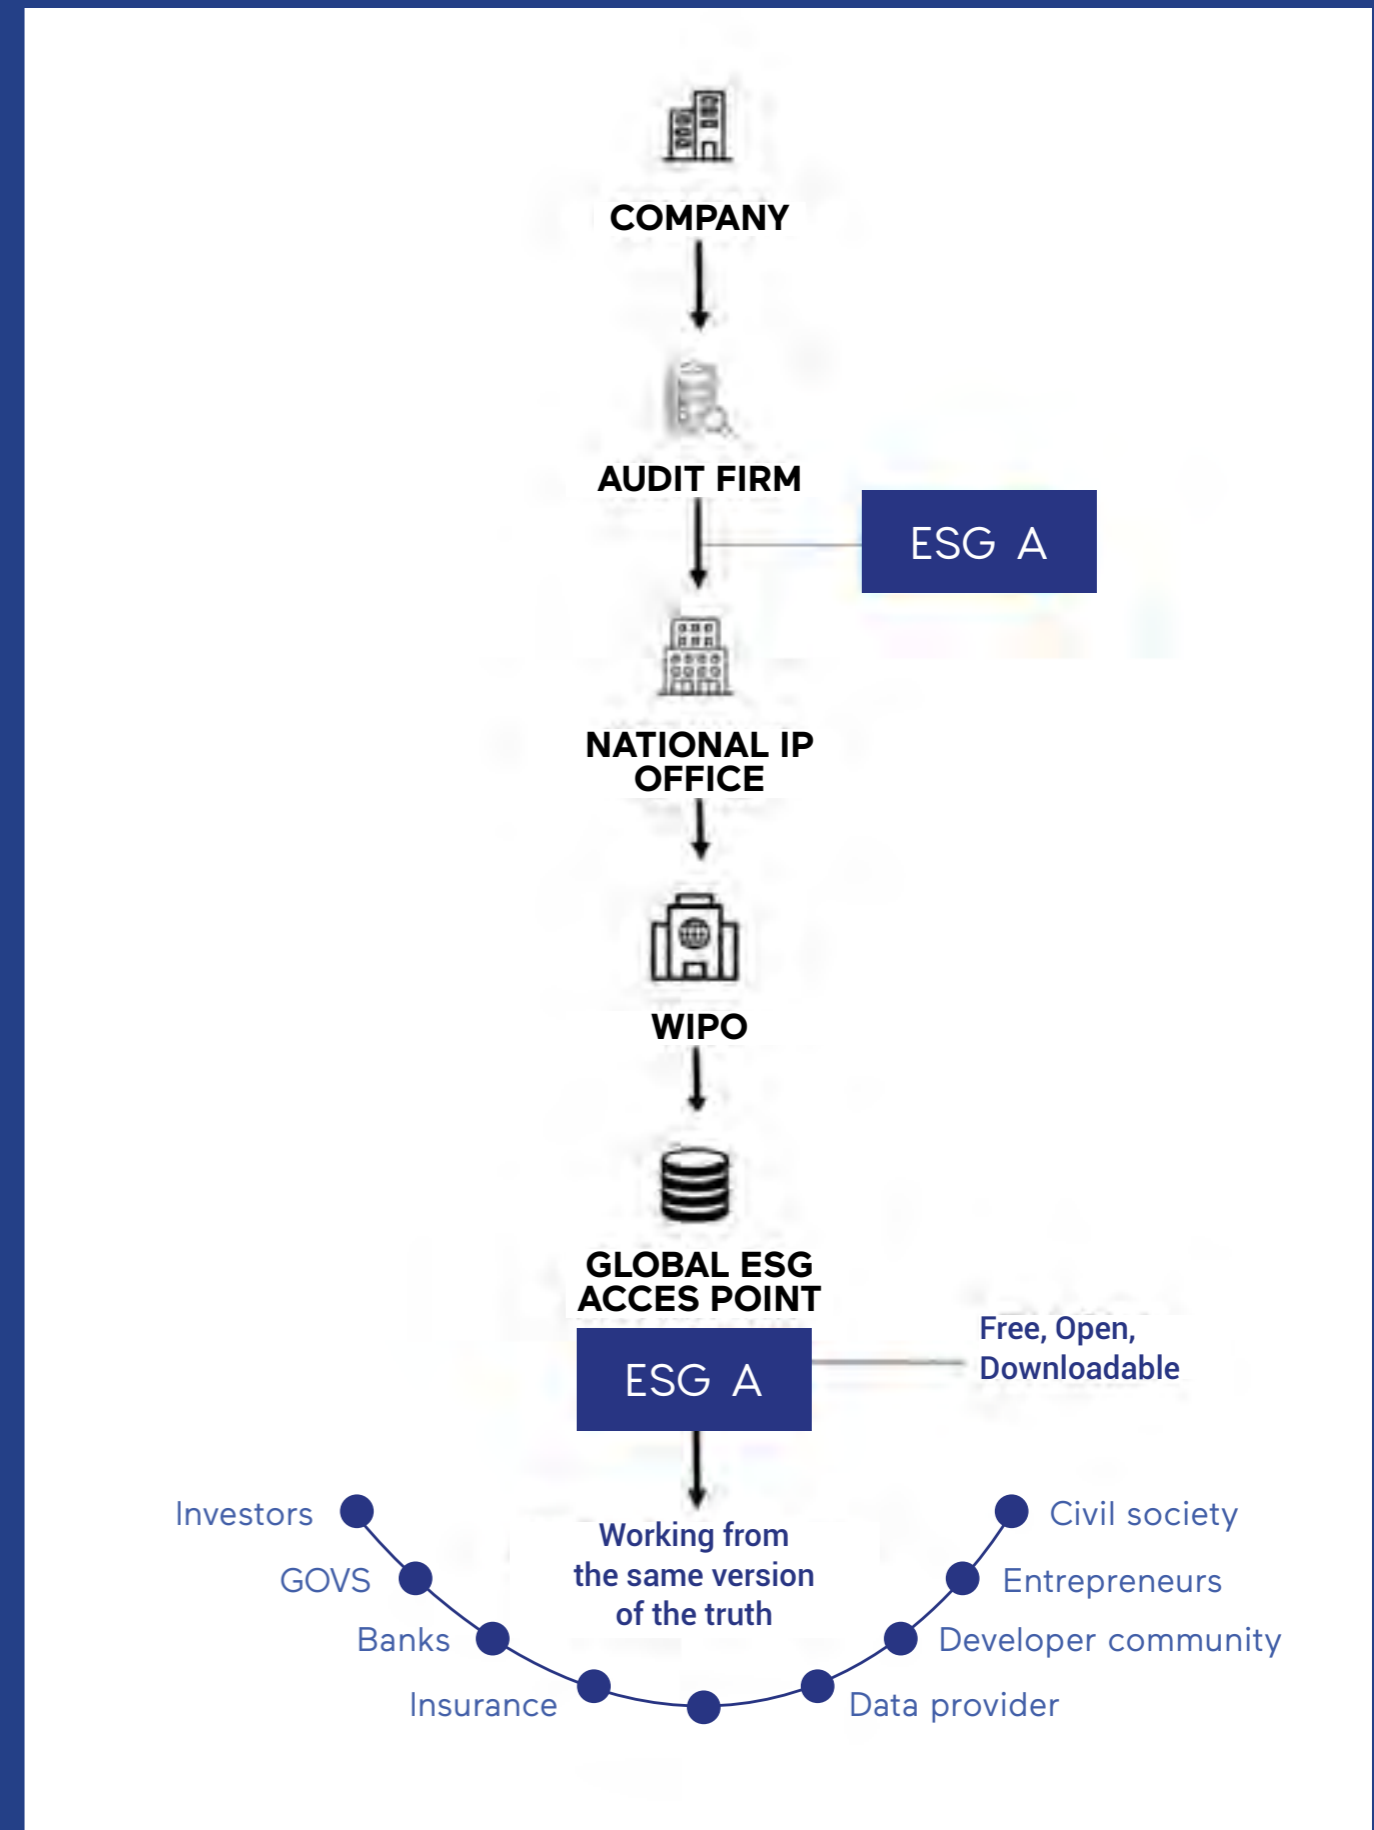 COMPANY
AUDIT FIRM
ESG A
NATIONAL IP
OFFICE
WIPO
GLOBAL ESG
ACCES POINT
ESG A
Free, Open,
Downloadable
Working from
the same version
of the truth
Investors
GOVS
Banks
Insurance
Civil society
Entrepreneurs
Developer community
Data provider